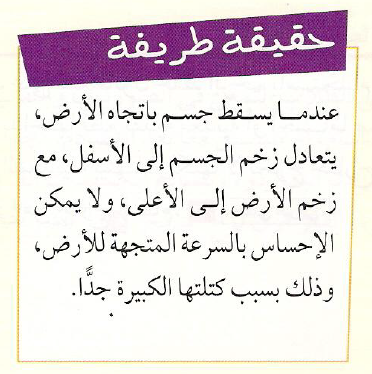 حقيقة طريفة
عندما يسقط جسم باتجاه الأرض،
يتعادل زخم الجسم إلى الأسفل، مع
زخم الأرض إلى الأعلى، ولا يمكن
الإحساس بالسرعة المتجهة للأرض،
وذلك بسبب كتلتها الكبيرة جدًّا.